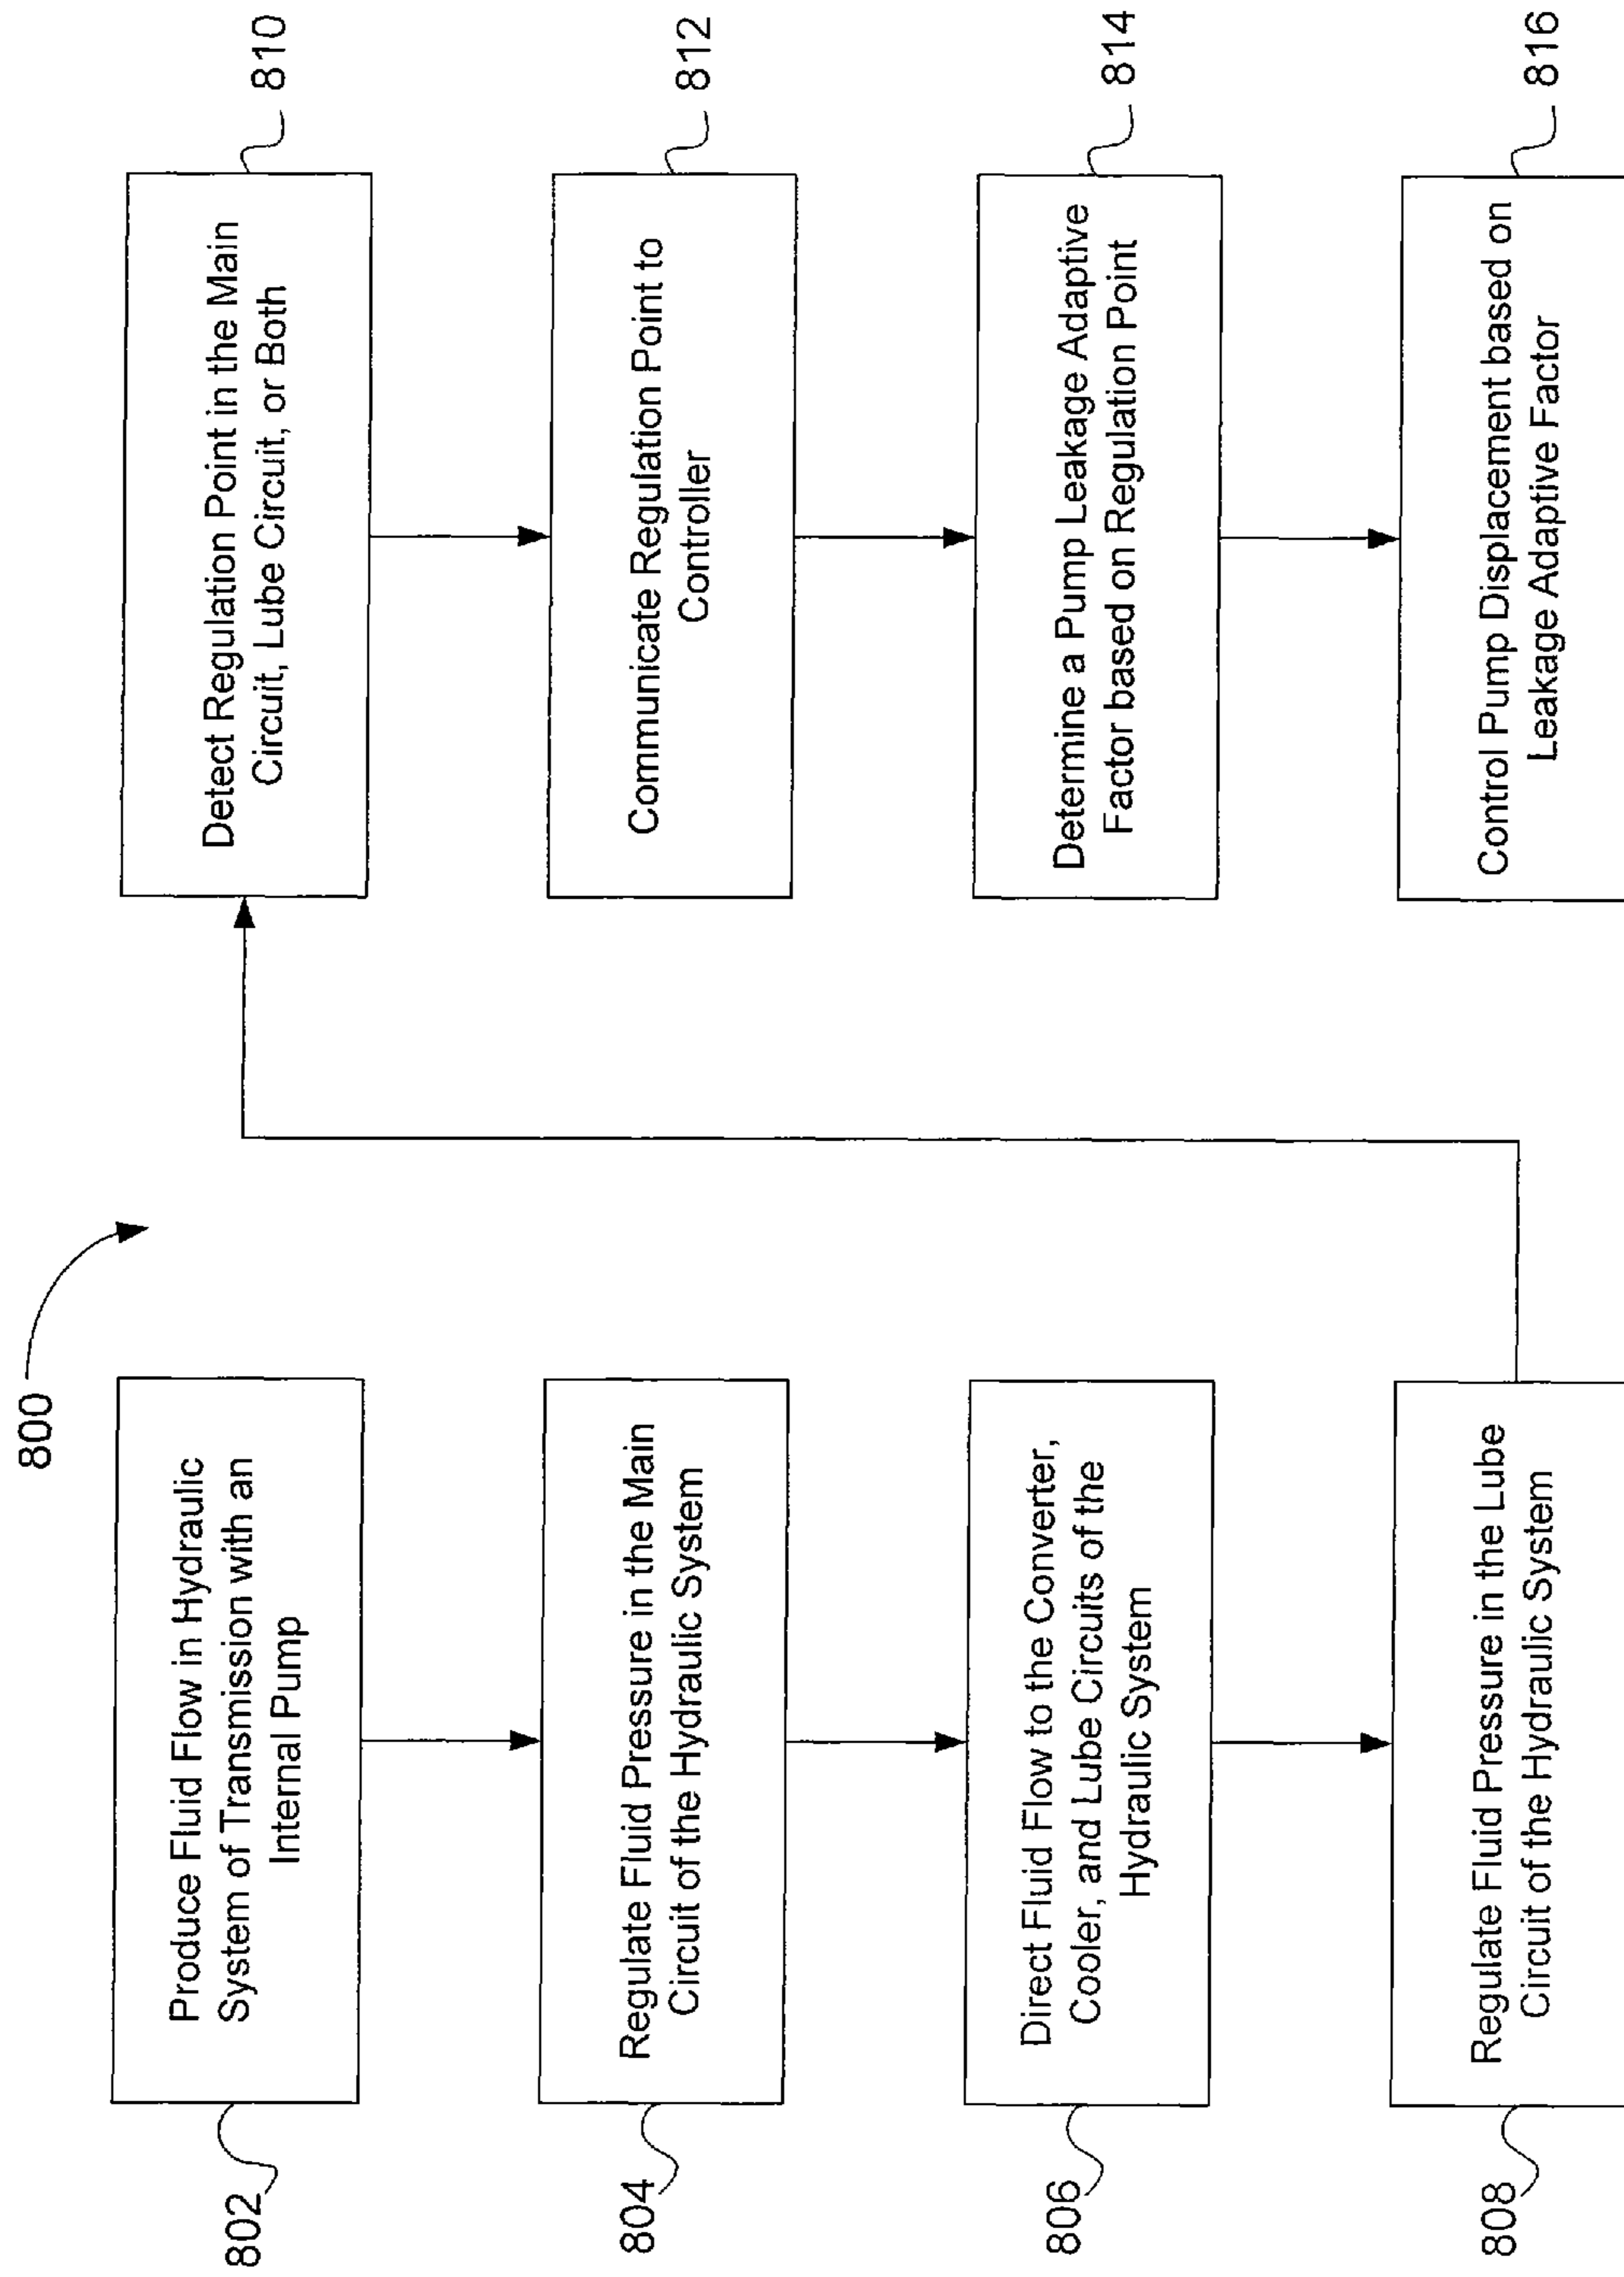 800
802
Produce Fluid Flow in Hydraulic
System of Transmission with an
Internal Pump
804
Regulate Fluid Pressure in the Main
Circuit of the Hydraulic System
806
Direct Fluid Flow to the Converter,
Cooler, and Lube Circuits of the
Hydraulic System
808
Regulate Fluid Pressure in the Lube
Circuit of the Hydraulic System
Detect Regulation Point in the Main
Circuit, Lube Circuit, or Both
810
Communicate Regulation Point to
Controller
812
Determine a Pump Leakage Adaptive
Factor based on Regulation Point
814
Control Pump Displacement based on
Leakage Adaptive Factor
816